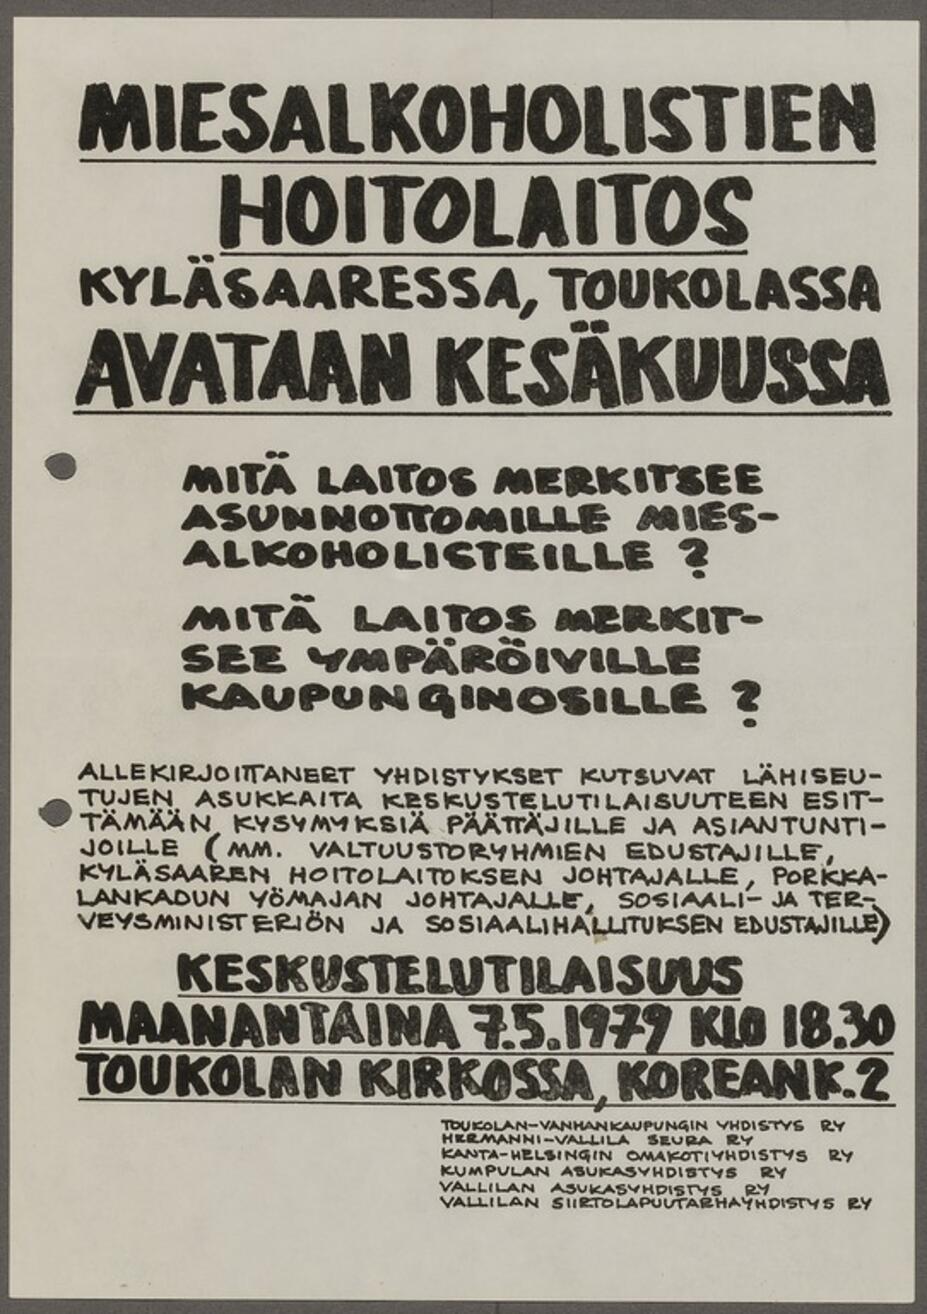 MIESALKOHOLISTIEN
HOITOLAITOS
KYLÄSAARESSA, TOUKOLASSA
AVATAAN KESÄKUUSSA
MITÄ LAITOS MERKITSEE
ASUNNOTTOMILLE MIES-
ALKOHOLISTEILLE ?
MITÄ LAITOS MERKIT-
SEE YMPÄRÖIVILLE
KAUPUNGINOSILLE ?
ALLEKIRJOITTANEET YHDISTYKSET KUTSUVAT LÄHISEU-
TUJEN ASUKKAITA KESKUSTELUTILAISUUTEEN ESIT-
TÄMÄÄN KYSYMYKSIÄ PÄÄTTÄJILLE JA ASIANTUNTI-
JOILLE (MM. VALTUUSTORYHMIEN EDUSTAJILLE,
KYLÄSAAREN HOITOLAITOKSEN JOHTAJALLE, PORKKA-
LANKADUN YÖMAJAN JOHTAJALLE, SOSIAALI- JA TER-
VEYSMINISTERIÖN JA SOSIAALIHALLITUKSEN EDUSTAJILLE)
KESKUSTELUTILAISUUS
MAANANTAINA 7.5.1979 KLO 18.30
TOUKOLAN KIRKOSSA, KOREANK.2
TOUKOLAN-VANHANKAUPUNGIN YHDISTYS RY
HERMANNI-VALLILA SEURA RY
KANTA-HELSINGIN OMAKOTIYHDISTYS RY
KUMPULAN ASUKASYHDISTYS RY
VALLILAN ASUKASYHDISTYS RY
VALLILAN SIIRTOLAPUUTARHAYHDISTYS RY